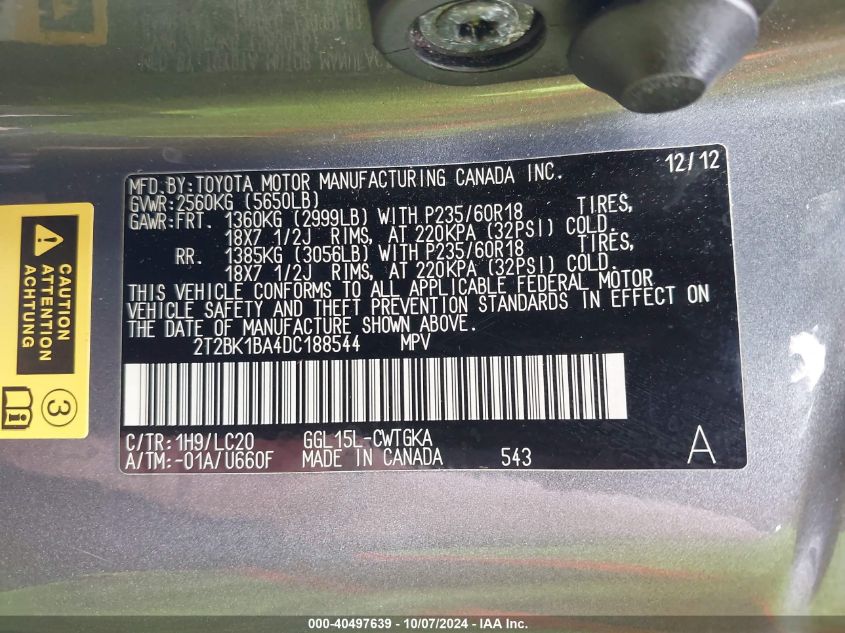 MFD.BY:TOYOTA MOTOR MANUFACTURING CANADA INC. 12/12
GVWR:2560KG (5650LB)
GAWR:FRT. 1360KG (2999LB) WITH P235/60R18 TIRES,
18X7 1/2J RIMS, AT 220KPA (32PSI) COLD.
RR. 1385KG (3056LB) WITH P235/60R18 TIRES,
18X7 1/2J RIMS, AT 220KPA (32PSI) COLD.
THIS VEHICLE CONFORMS TO ALL APPLICABLE FEDERAL MOTOR
VEHICLE SAFETY AND THEFT PREVENTION STANDARDS IN EFFECT ON
THE DATE OF MANUFACTURE SHOWN ABOVE.
2T2BK1BA4DC188544 MPV
C/TR:1H9/LC20 GGL15L-CWTGKA
A/TM:-01A/U660F MADE IN CANADA 543 A
CAUTION
ATTENTION
ACHTUNG
3
000-40497639 - 10/07/2024 - IAA Inc.